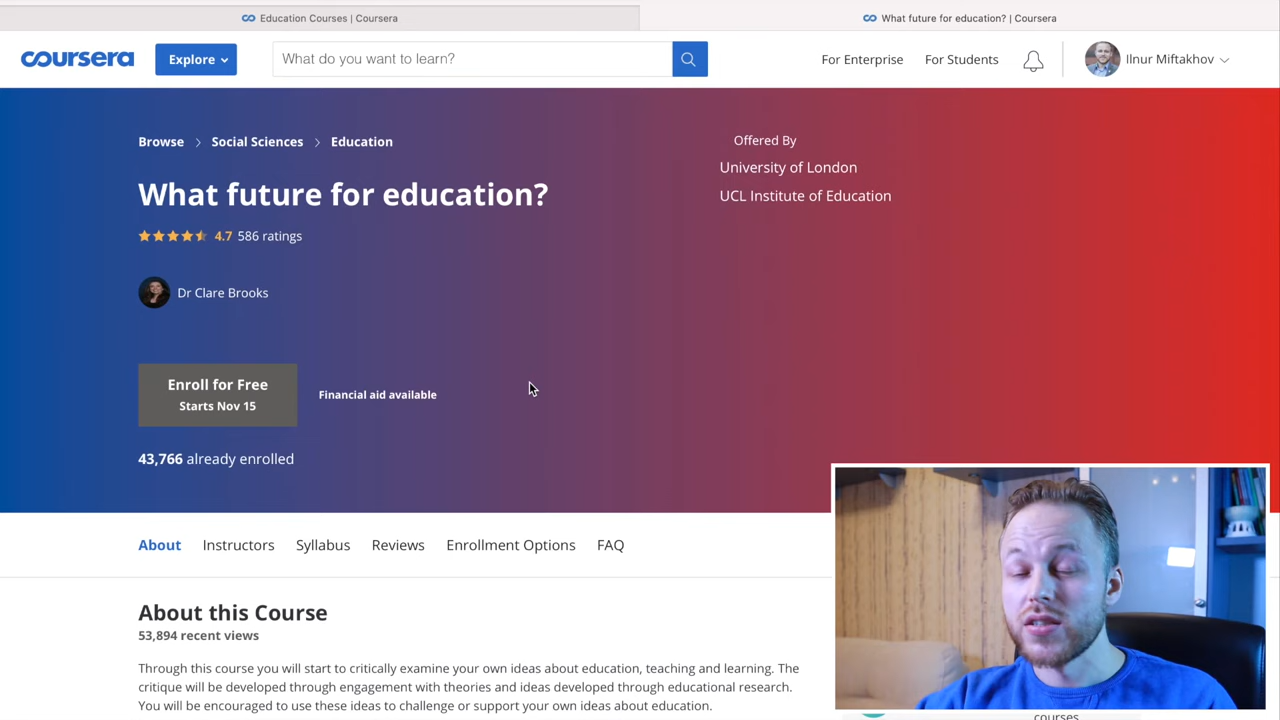 Education Courses | Coursera
What future for education? | Coursera
coursera
Explore
What do you want to learn?
For Enterprise
For Students
Ilnur Miftakhov
Browse > Social Sciences > Education
Offered By
University of London
UCL Institute of Education
What future for education?
4.7 586 ratings
Dr Clare Brooks
Enroll for Free
Starts Nov 15
Financial aid available
43,766 already enrolled
About
Instructors
Syllabus
Reviews
Enrollment Options
FAQ
About this Course
53,894 recent views
Through this course you will start to critically examine your own ideas about education, teaching and learning. The
critique will be developed through engagement with theories and ideas developed through educational research.
You will be encouraged to use these ideas to challenge or support your own ideas about education.
courses